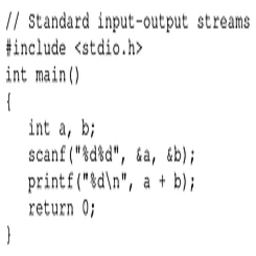 // Standard input-output streams
#include <stdio.h>
int main()
{
    int a, b;
    scanf("%d%d", &a, &b);
    printf("%d\n", a + b);
    return 0;
}